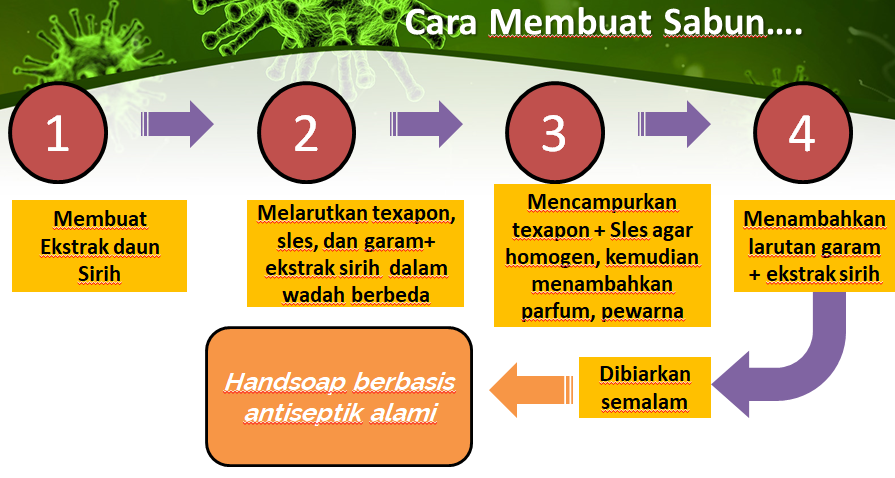 Cara Membuat Sabun....
1
2
3
4
Membuat
Ekstrak daun
Sirih
Melarutkan texapon,
sles, dan garam+
ekstrak sirih dalam
wadah berbeda
Mencampurkan
texapon + Sles agar
homogen, kemudian
menambahkan
parfum, pewarna
Menambahkan
larutan garam
+ ekstrak sirih
Dibiarkan
semalam
Handsoap berbasis
antiseptik alami